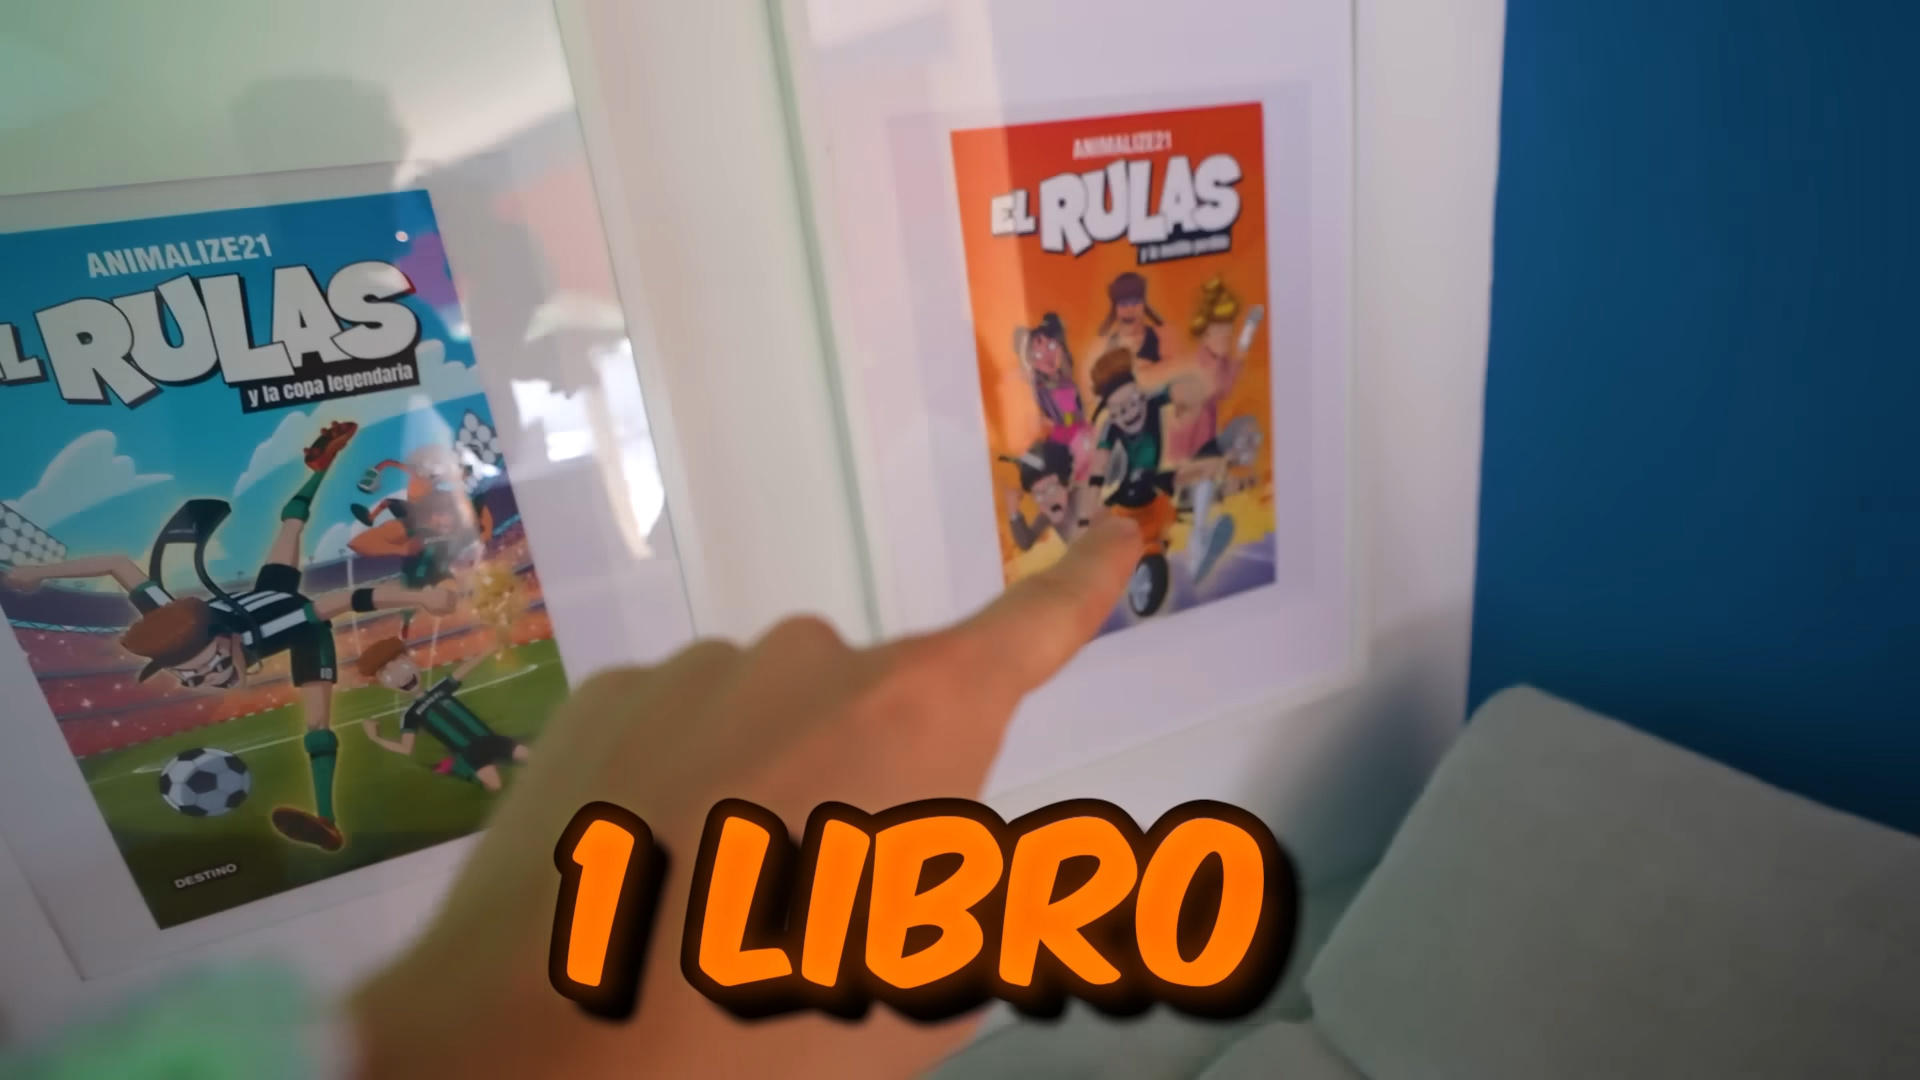 ANIMALIZE21
EL RULAS
y la copa legendaria
DESTINO
ANIMALIZE21
EL RULAS
1 LIBRO